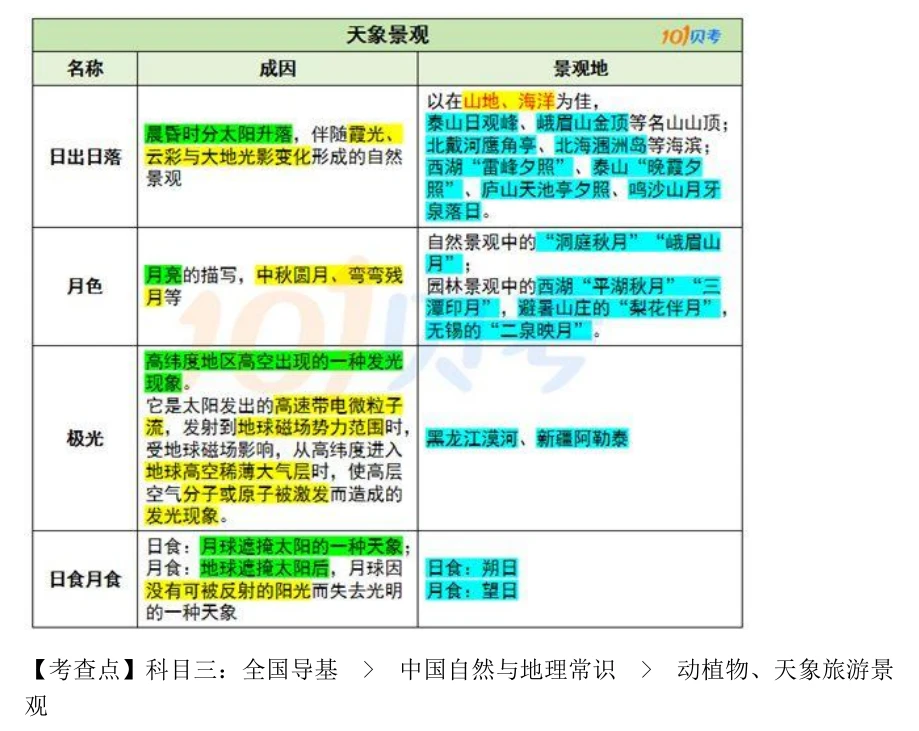 天象景观
101贝考
名称
成因
景观地
日出日落
晨昏时分太阳升落，伴随霞光、
云彩与大地光影变化形成的自然
景观
以在山地、海洋为佳，
泰山日观峰、峨眉山金顶等名山山顶；
北戴河鹰角亭、北海涠洲岛等海滨；
西湖“雷峰夕照”、泰山“晚霞夕
照”、庐山天池亭夕照、鸣沙山月牙
泉落日。
月色
月亮的描写，中秋圆月、弯弯残
月等
自然景观中的“洞庭秋月”“峨眉山
月”；
园林景观中的西湖“平湖秋月”“三
潭印月”，避暑山庄的“梨花伴月”，
无锡的“二泉映月”。
极光
高纬度地区高空出现的一种发光
现象。
它是太阳发出的高速带电微粒子
流，发射到地球磁场势力范围时，
受地球磁场影响，从高纬度进入
地球高空稀薄大气层时，使高层
空气分子或原子被激发而造成的
发光现象。
黑龙江漠河、新疆阿勒泰
日食月食
日食：月球遮掩太阳的一种天象；
月食：地球遮掩太阳后，月球因
没有可被反射的阳光而失去光明
的一种天象
日食：朔日
月食：望日
101贝考
【考查点】科目三：全国导基 > 中国自然与地理常识 > 动植物、天象旅游景
观